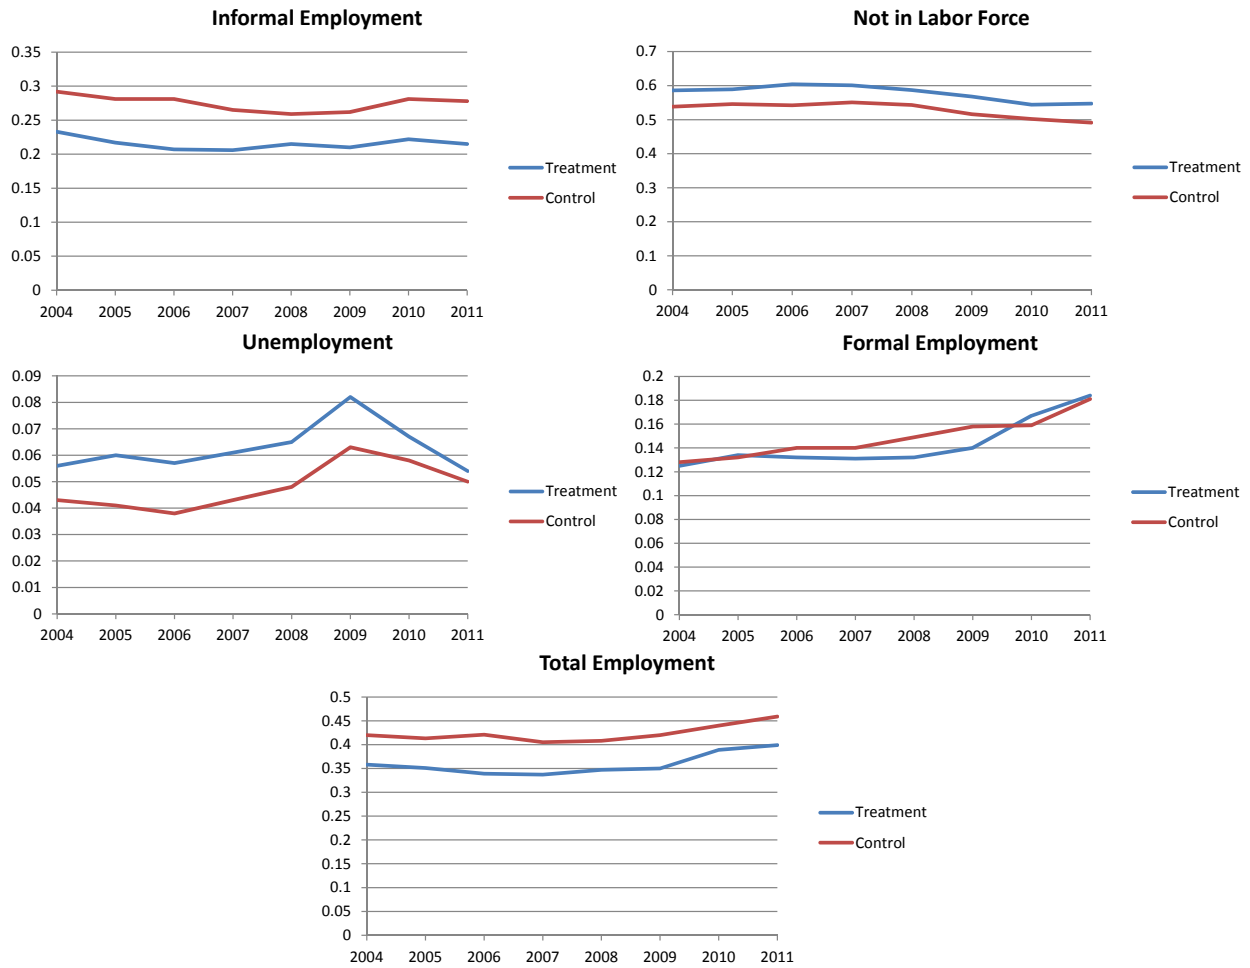 Informal Employment
0.35
0.3
0.25
0.2
0.15
0.1
0.05
0
2004 2005 2006 2007 2008 2009 2010 2011
Treatment
Control
Not in Labor Force
0.7
0.6
0.5
0.4
0.3
0.2
0.1
0
2004 2005 2006 2007 2008 2009 2010 2011
Treatment
Control
Unemployment
0.09
0.08
0.07
0.06
0.05
0.04
0.03
0.02
0.01
0
2004 2005 2006 2007 2008 2009 2010 2011
Treatment
Control
Formal Employment
0.2
0.18
0.16
0.14
0.12
0.1
0.08
0.06
0.04
0.02
0
2004 2005 2006 2007 2008 2009 2010 2011
Treatment
Control
Total Employment
0.5
0.45
0.4
0.35
0.3
0.25
0.2
0.15
0.1
0.05
0
2004 2005 2006 2007 2008 2009 2010 2011
Treatment
Control